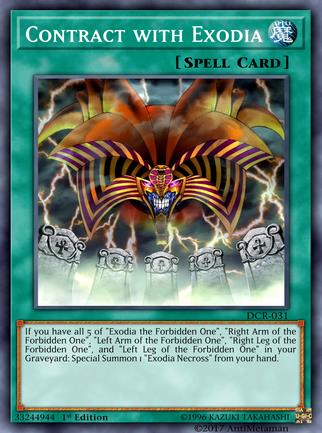 Contract with Exodia
[Spell Card]
DCR-031
If you have all 5 of "Exodia the Forbidden One", "Right Arm of the
Forbidden One", "Left Arm of the Forbidden One", "Right Leg of the
Forbidden One", and "Left Leg of the Forbidden One" in your
Graveyard: Special Summon 1 "Exodia Necross" from your hand.
33244944 1st Edition ©1996 KAZUKI TAKAHASHI
©2017 AntiMetaman